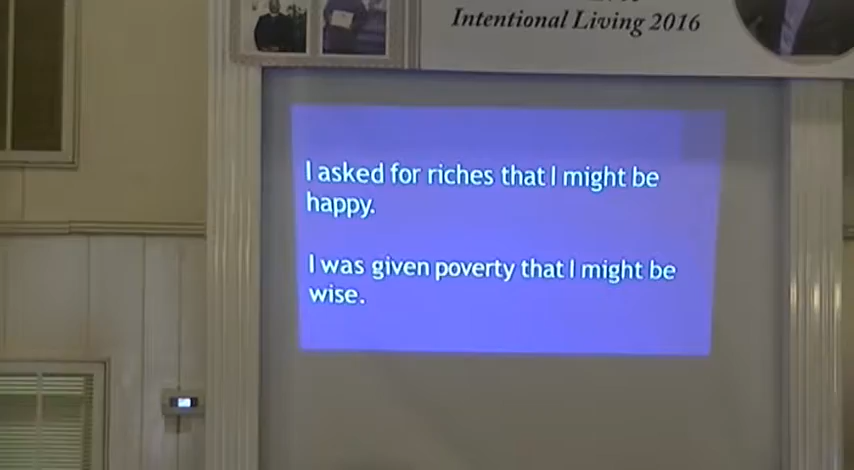 Intentional Living 2016
I asked for riches that I might be
happy.
I was given poverty that I might be
wise.